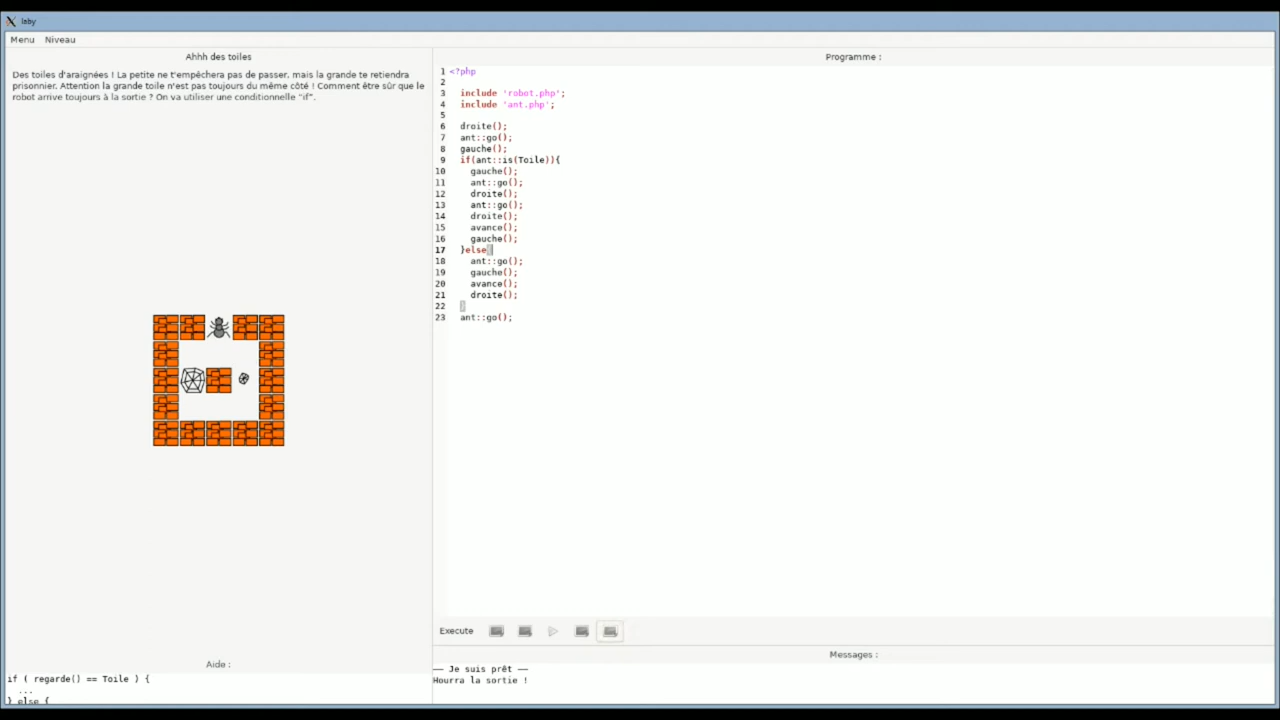 laby
Menu Niveau
Ahhh des toiles
Des toiles d'araignées ! La petite ne t'empêchera pas de passer, mais la grande te retiendra
prisonnier. Attention la grande toile n'est pas toujours du même côté ! Comment être sûr que le
robot arrive toujours à la sortie ? On va utiliser une conditionnelle "if".
Aide :
if ( regarde() == Toile ) {
...
} else {
Programme :
1 <?php
2
3 include 'robot.php';
4 include 'ant.php';
5
6 droite();
7 ant::go();
8 gauche();
9 if(ant::is(Toile)){
10 gauche();
11 ant::go();
12 droite();
13 ant::go();
14 droite();
15 avance();
16 gauche();
17 }else{
18 ant::go();
19 gauche();
20 avance();
21 droite();
22 }
23 ant::go();
Execute
Messages :
—— Je suis prêt ——
Hourra la sortie !